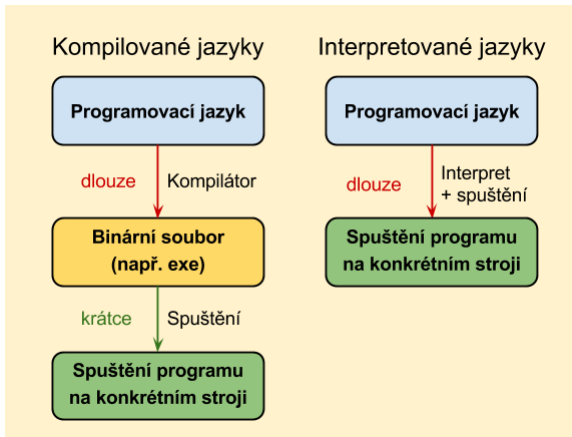 Kompilované jazyky
Programovací jazyk
dlouze Kompilátor
Binární soubor
(např. exe)
krátce Spuštění
Spuštění programu
na konkrétním stroji
Interpretované jazyky
Programovací jazyk
dlouze
Interpret
+ spuštění
Spuštění programu
na konkrétním stroji